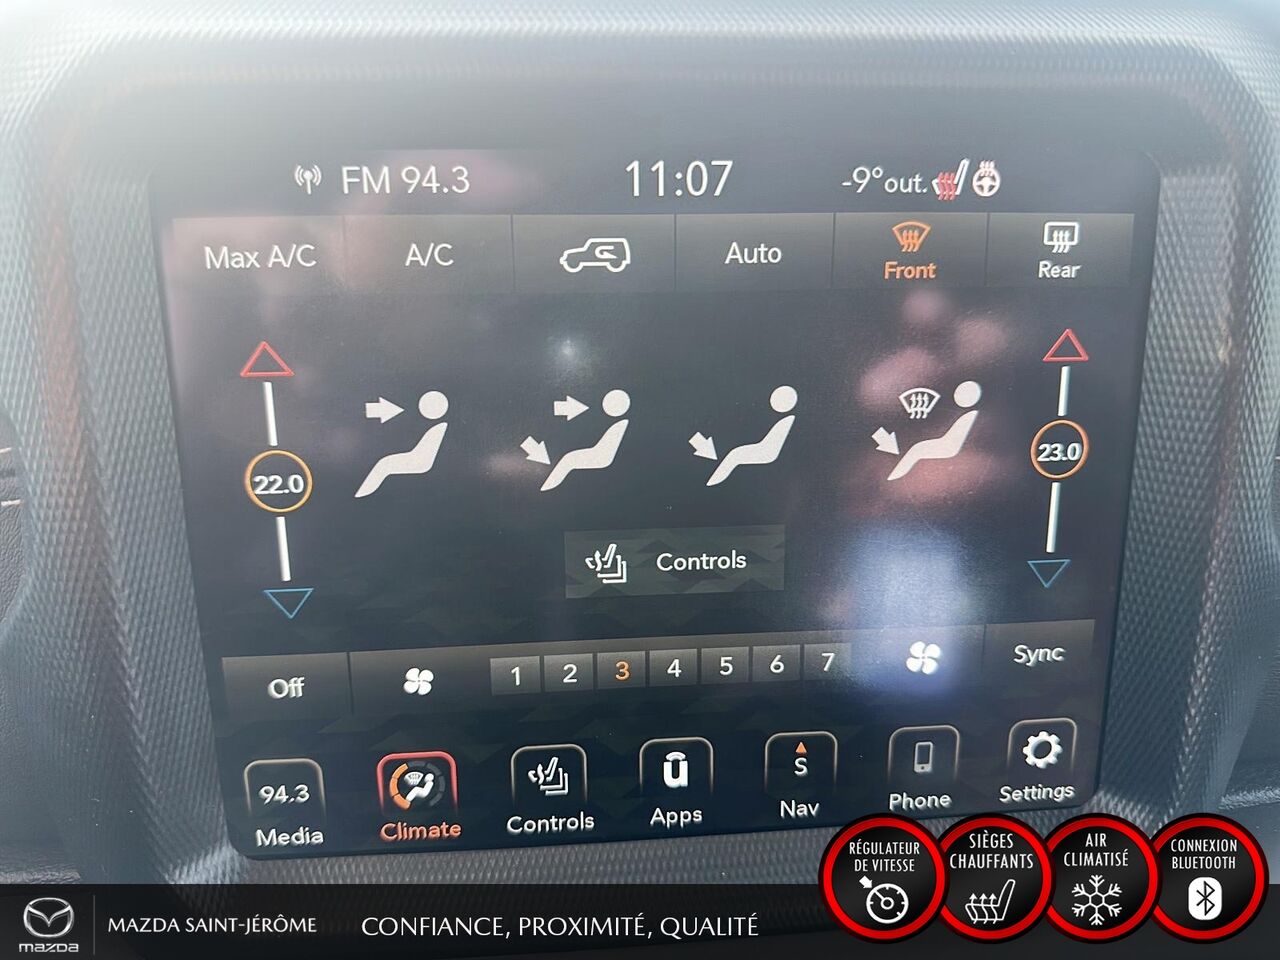 FM 94.3 11:07 -9°out.
Max A/C A/C Auto Front Rear
22.0 23.0
Controls
Off 1 2 3 4 5 6 7 Sync
94.3 S
Media Climate Controls Apps Nav Phone Settings
RÉGULATEUR
DE VITESSE
SIÈGES
CHAUFFANTS
AIR
CLIMATISÉ
CONNEXION
BLUETOOTH
mazda
MAZDA SAINT-JÉRÔME CONFIANCE, PROXIMITÉ, QUALITÉ